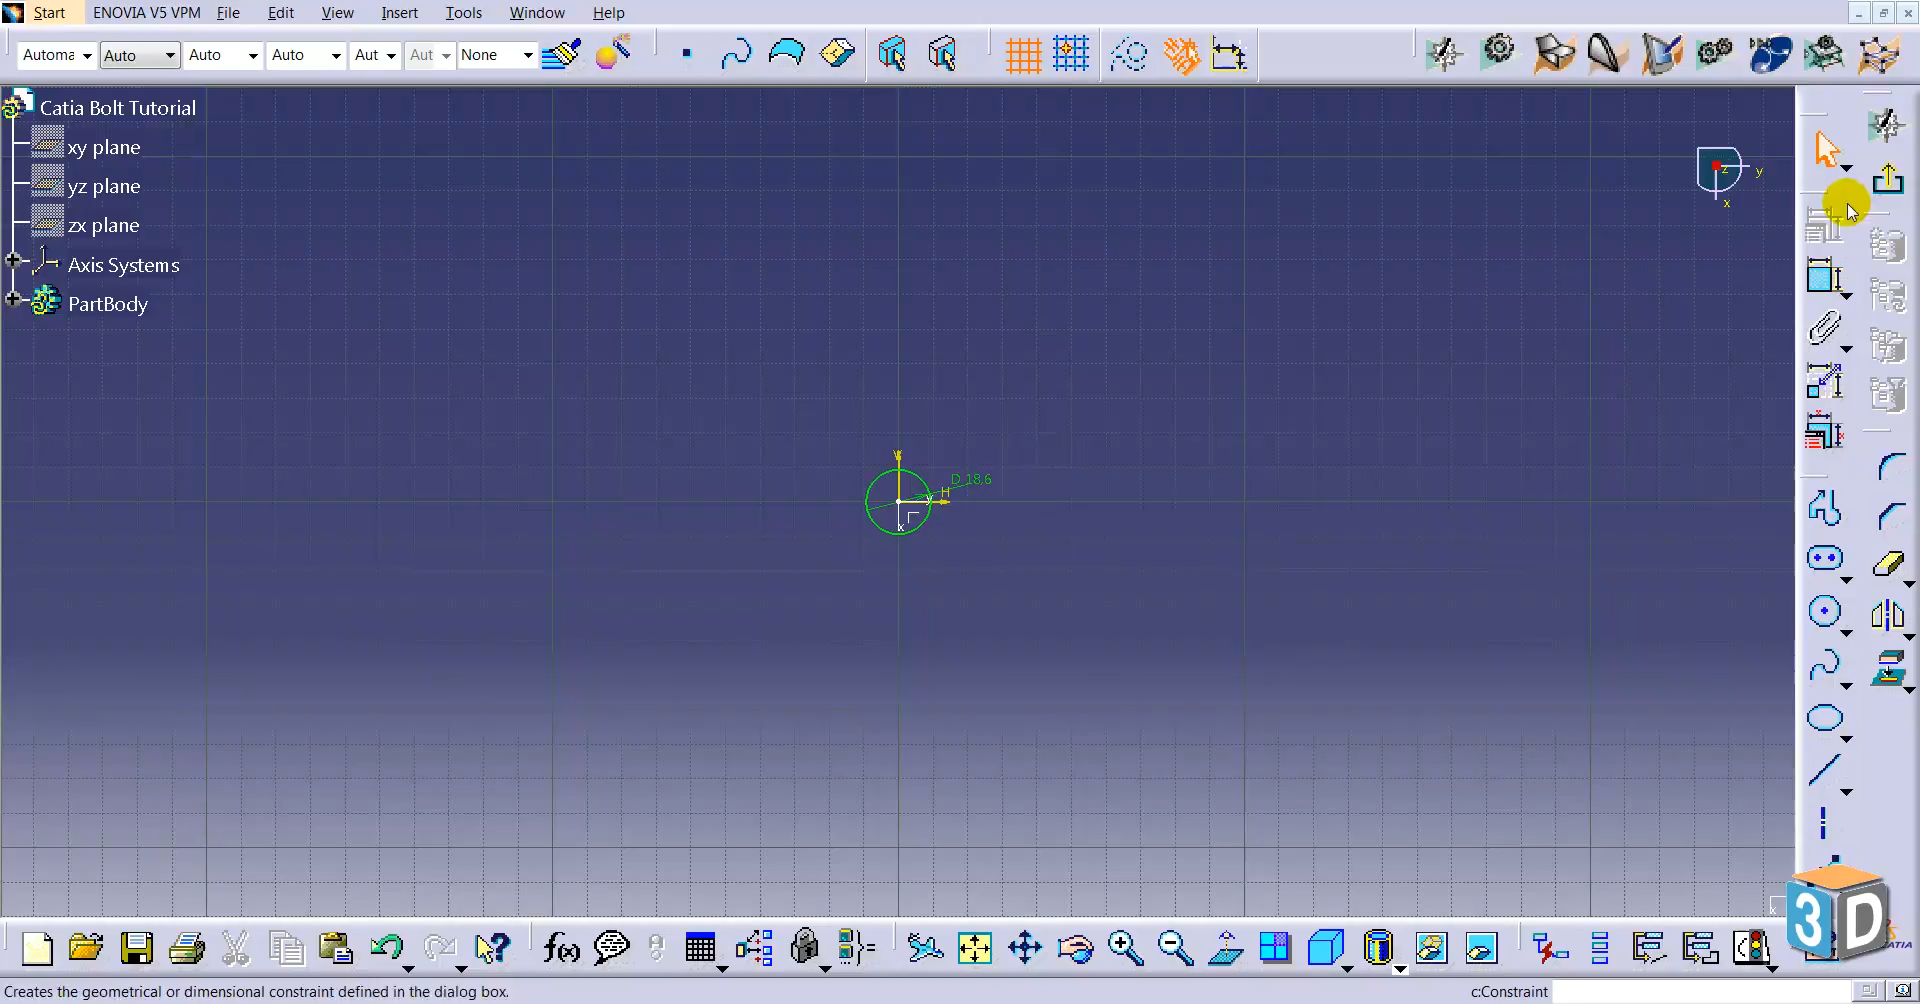 Start ENOVIA V5 VPM File Edit View Insert Tools Window Help
Automa Auto Auto Auto Aut Aut None
Catia Bolt Tutorial
xy plane
yz plane
zx plane
Axis Systems
PartBody
z y
x
V
D 18,6
H
y
x
x
3D
CATIA
f(x)
Creates the geometrical or dimensional constraint defined in the dialog box. c:Constraint